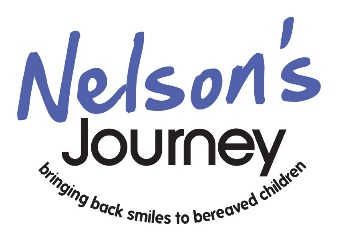 Nelson's
Journey
bringing back smiles to bereaved children